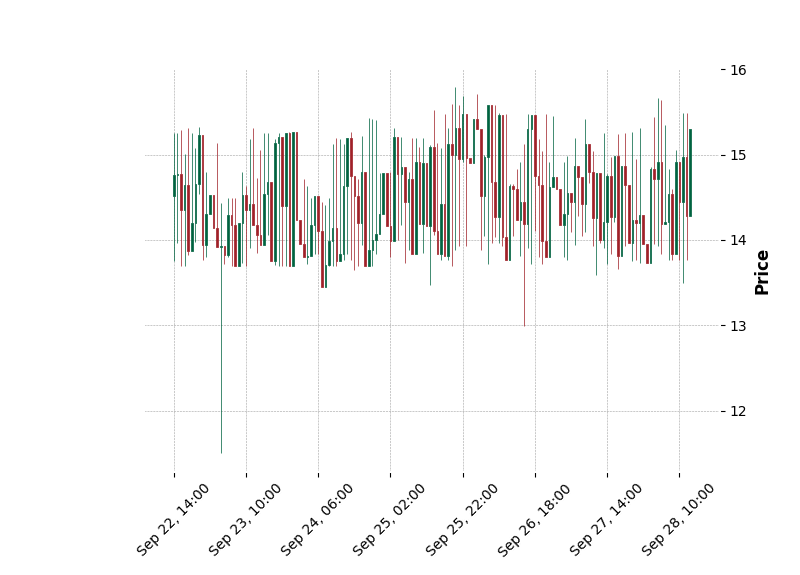 16
15
14
13
12
Price
Sep 22, 14:00
Sep 23, 10:00
Sep 24, 06:00
Sep 25, 02:00
Sep 25, 22:00
Sep 26, 18:00
Sep 27, 14:00
Sep 28, 10:00